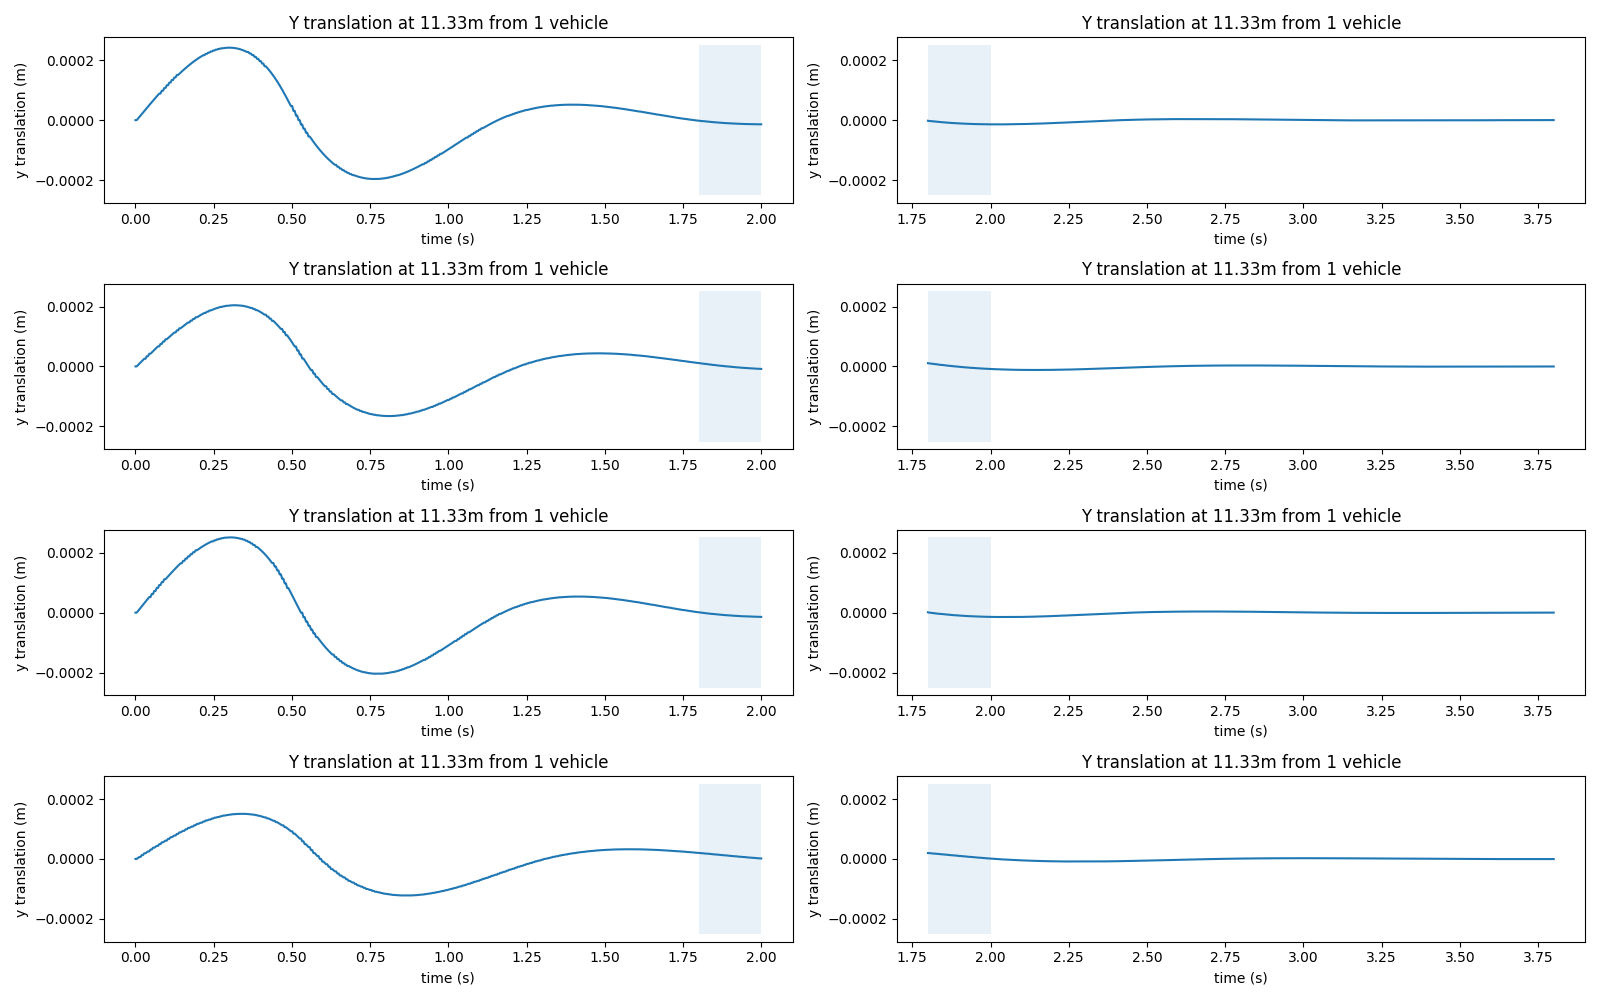 Y translation at 11.33m from 1 vehicle
Y translation at 11.33m from 1 vehicle
y translation (m)
0.0002
0.0000
−0.0002
0.00 0.25 0.50 0.75 1.00 1.25 1.50 1.75 2.00
time (s)
y translation (m)
0.0002
0.0000
−0.0002
1.75 2.00 2.25 2.50 2.75 3.00 3.25 3.50 3.75
time (s)
Y translation at 11.33m from 1 vehicle
Y translation at 11.33m from 1 vehicle
y translation (m)
0.0002
0.0000
−0.0002
0.00 0.25 0.50 0.75 1.00 1.25 1.50 1.75 2.00
time (s)
y translation (m)
0.0002
0.0000
−0.0002
1.75 2.00 2.25 2.50 2.75 3.00 3.25 3.50 3.75
time (s)
Y translation at 11.33m from 1 vehicle
Y translation at 11.33m from 1 vehicle
y translation (m)
0.0002
0.0000
−0.0002
0.00 0.25 0.50 0.75 1.00 1.25 1.50 1.75 2.00
time (s)
y translation (m)
0.0002
0.0000
−0.0002
1.75 2.00 2.25 2.50 2.75 3.00 3.25 3.50 3.75
time (s)
Y translation at 11.33m from 1 vehicle
Y translation at 11.33m from 1 vehicle
y translation (m)
0.0002
0.0000
−0.0002
0.00 0.25 0.50 0.75 1.00 1.25 1.50 1.75 2.00
time (s)
y translation (m)
0.0002
0.0000
−0.0002
1.75 2.00 2.25 2.50 2.75 3.00 3.25 3.50 3.75
time (s)